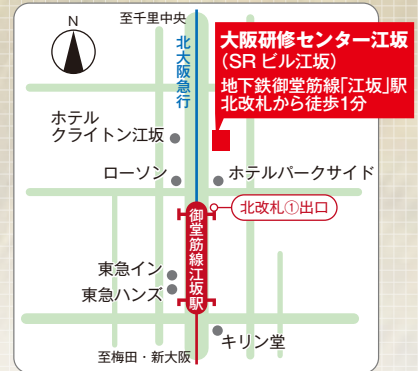 N
至千里中央
北大阪急行
大阪研修センター江坂
（SR ビル江坂）
地下鉄御堂筋線「江坂」駅
北改札から徒歩1分
ホテル
クライトン江坂
ローソン
ホテルパークサイド
北改札①出口
御堂筋線江坂駅
東急イン
東急ハンズ
キリン堂
至梅田・新大阪